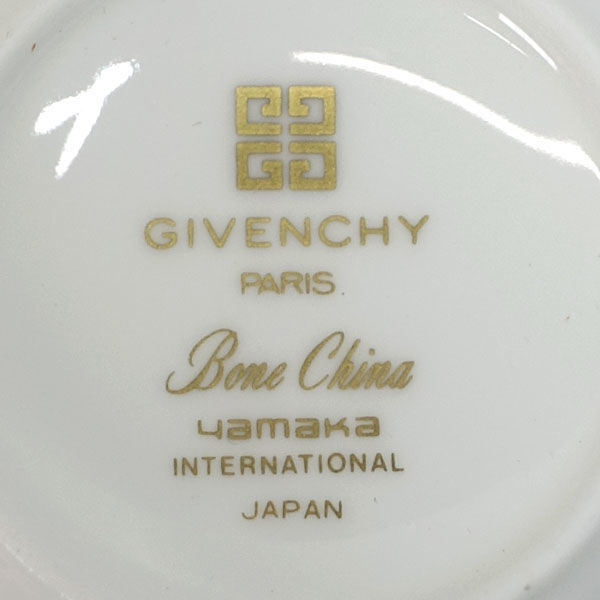 GIVENCHY
PARIS
Bone China
yamaka
INTERNATIONAL
JAPAN